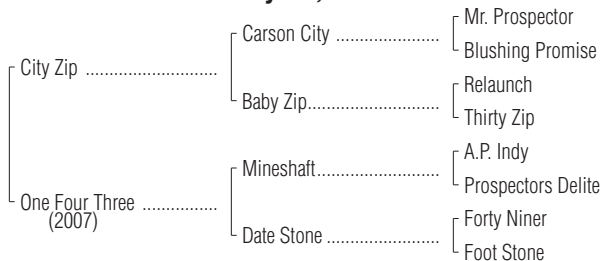 Mr. Prospector
Carson City ..................
Blushing Promise
City Zip .......................
Relaunch
Baby Zip.......................
Thirty Zip
A.P. Indy
Mineshaft.....................
Prospectors Delite
One Four Three .............
(2007)
Forty Niner
Date Stone ...................
Foot Stone